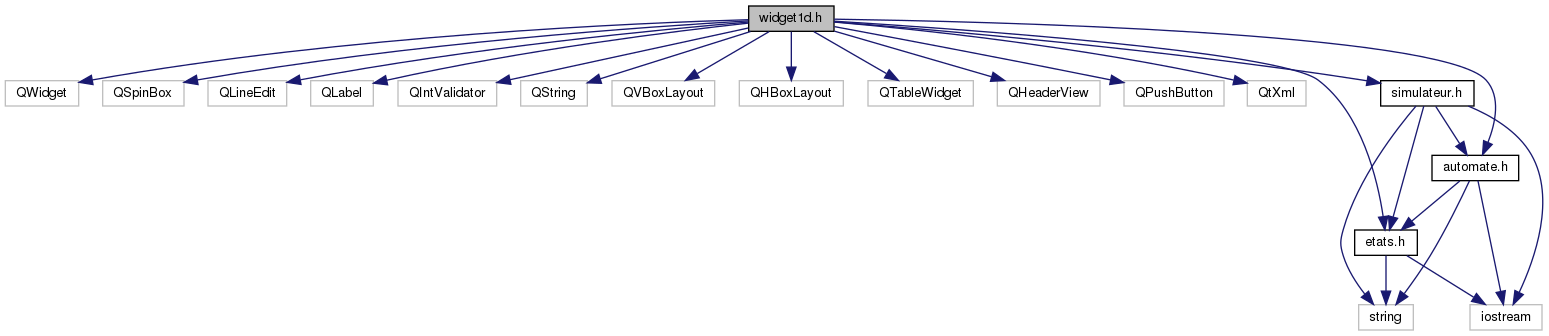 widget1d.h
QWidget
QSpinBox
QLineEdit
QLabel
QIntValidator
QString
QVBoxLayout
QHBoxLayout
QTableWidget
QHeaderView
QPushButton
QtXml
simulateur.h
automate.h
etats.h
string
iostream